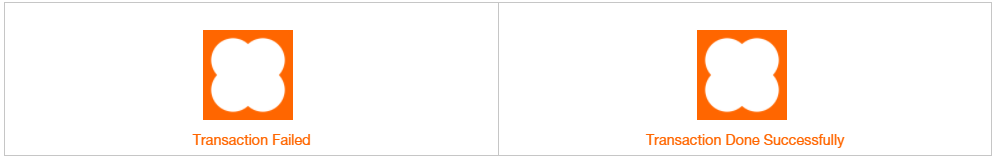 Transaction Failed
Transaction Done Successfully